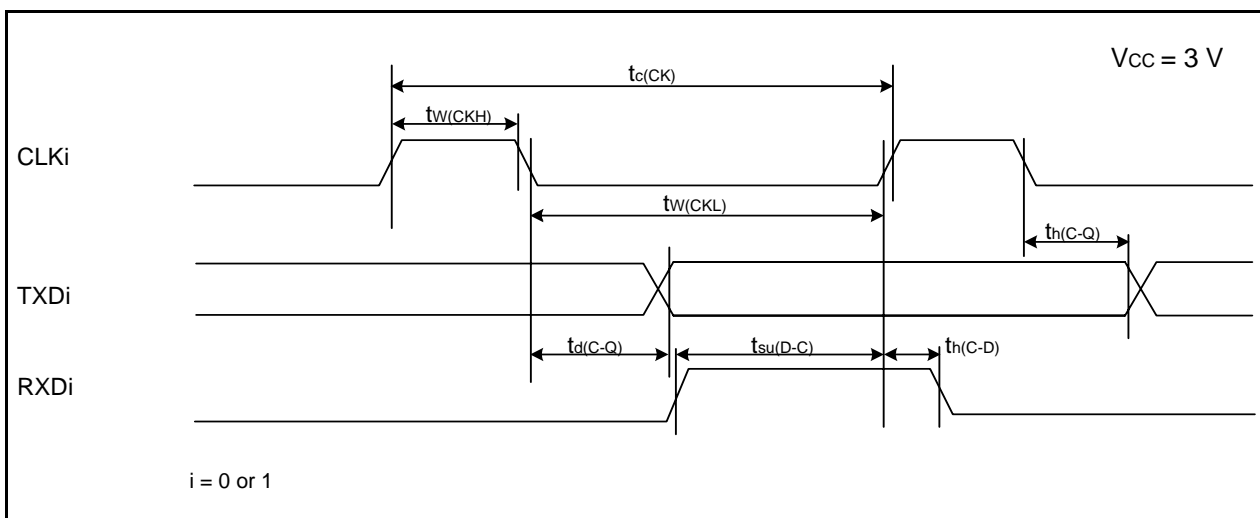 VCC = 3 V
tc(CK)
tW(CKH)
CLKi
tW(CKL)
th(C-Q)
TXDi
td(C-Q)
tsu(D-C)
th(C-D)
RXDi
i = 0 or 1